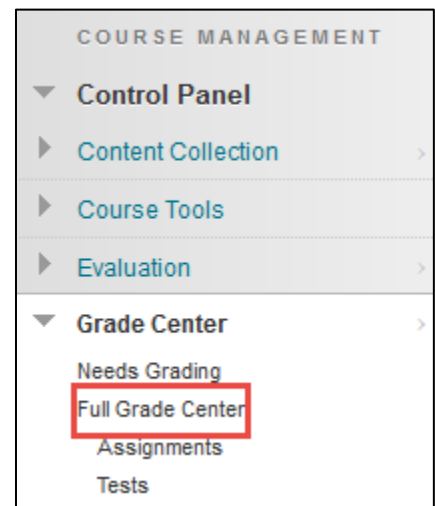 COURSE MANAGEMENT
Control Panel
Content Collection
Course Tools
Evaluation
Grade Center
Needs Grading
Full Grade Center
Assignments
Tests